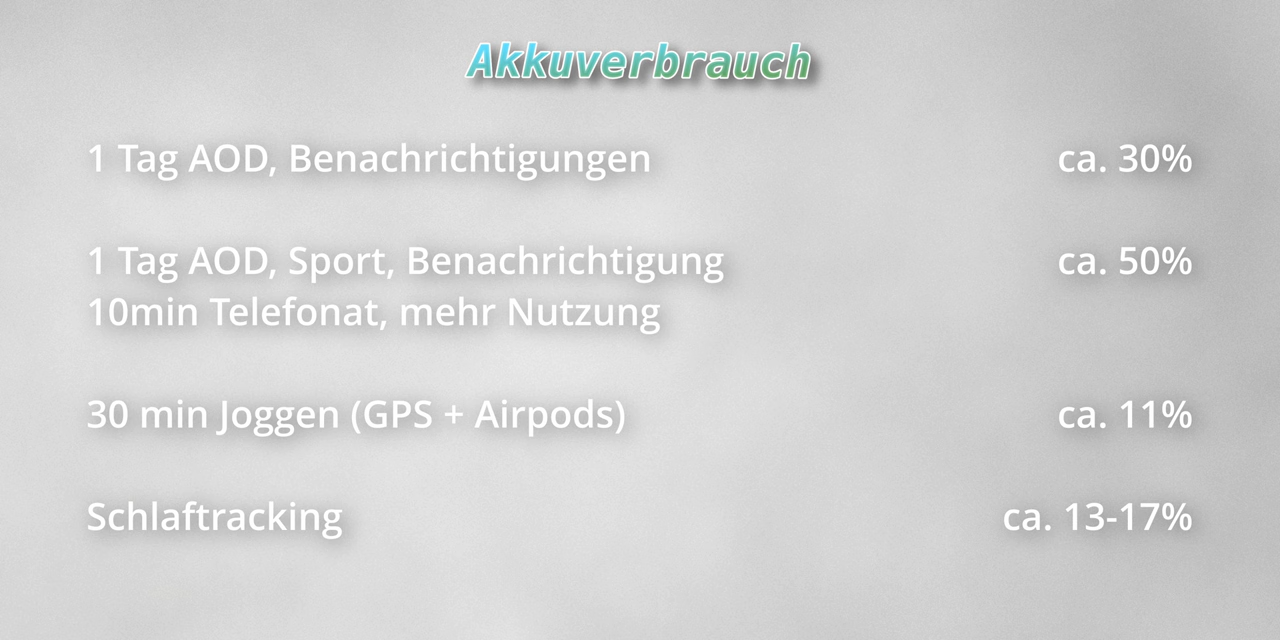 Akkuverbrauch
1 Tag AOD, Benachrichtigungen ca. 30%
1 Tag AOD, Sport, Benachrichtigung ca. 50%
10min Telefonat, mehr Nutzung
30 min Joggen (GPS + Airpods) ca. 11%
Schlaftracking ca. 13-17%